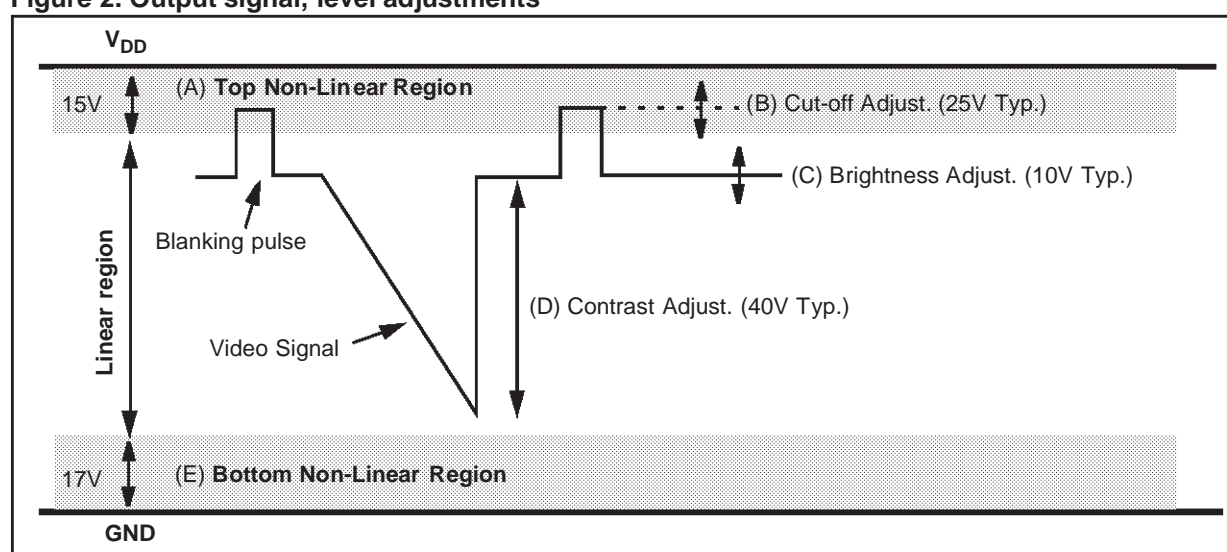 Figure 2. Output signal, level adjustments
VDD
15V
(A) Top Non-Linear Region
(B) Cut-off Adjust. (25V Typ.)
(C) Brightness Adjust. (10V Typ.)
Blanking pulse
Linear region
(D) Contrast Adjust. (40V Typ.)
Video Signal
17V
(E) Bottom Non-Linear Region
GND